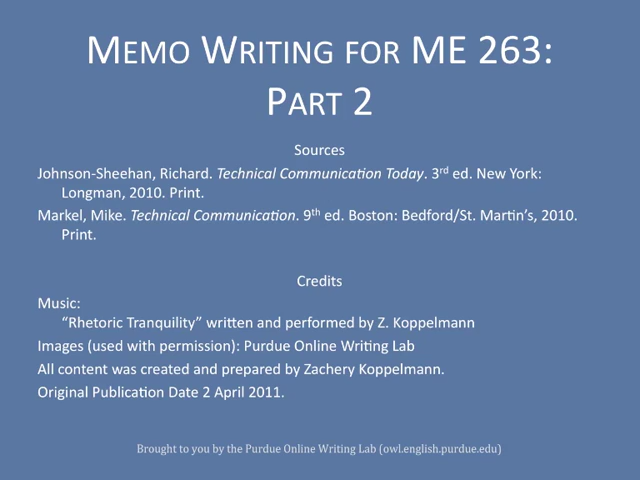 Memo Writing for ME 263:
Part 2
Sources
Johnson-Sheehan, Richard. Technical Communication Today. 3rd ed. New York:
Longman, 2010. Print.
Markel, Mike. Technical Communication. 9th ed. Boston: Bedford/St. Martin’s, 2010.
Print.
Credits
Music:
“Rhetoric Tranquility” written and performed by Z. Koppelmann
Images (used with permission): Purdue Online Writing Lab
All content was created and prepared by Zachery Koppelmann.
Original Publication Date 2 April 2011.
Brought to you by the Purdue Online Writing Lab (owl.english.purdue.edu)